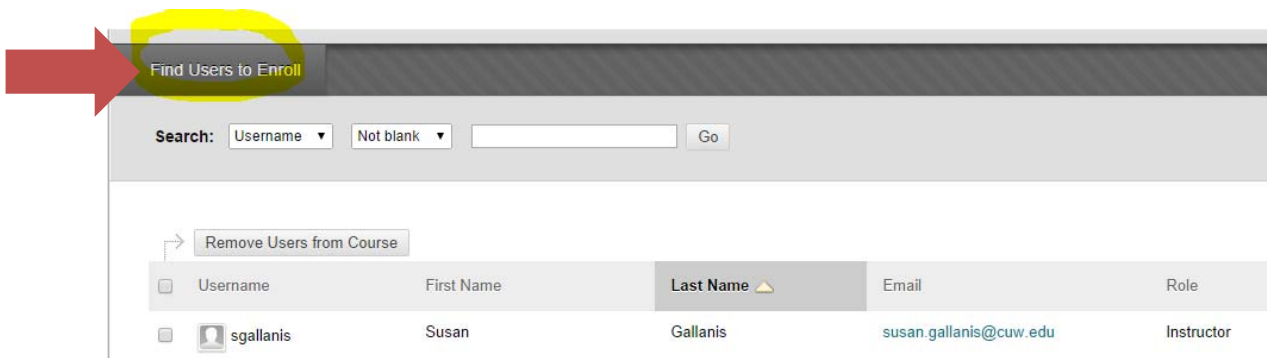 Find Users to Enroll
Search: Username Not blank Go
Remove Users from Course
Username First Name Last Name Email Role
sgallanis Susan Gallanis susan.gallanis@cuw.edu Instructor